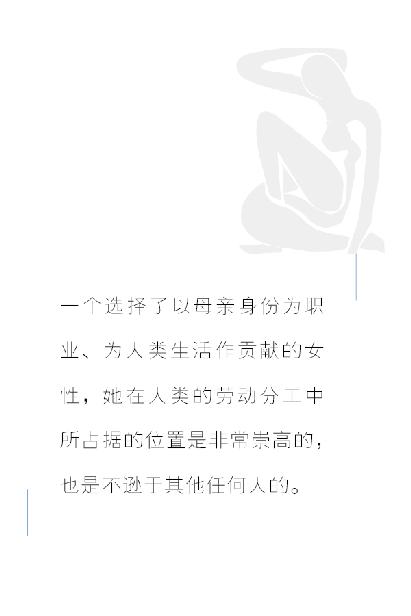 一个选择了以母亲身份为职
业、为人类生活作贡献的女
性，她在人类的劳动分工中
所占据的位置是非常崇高的，
也是不逊于其他任何人的。